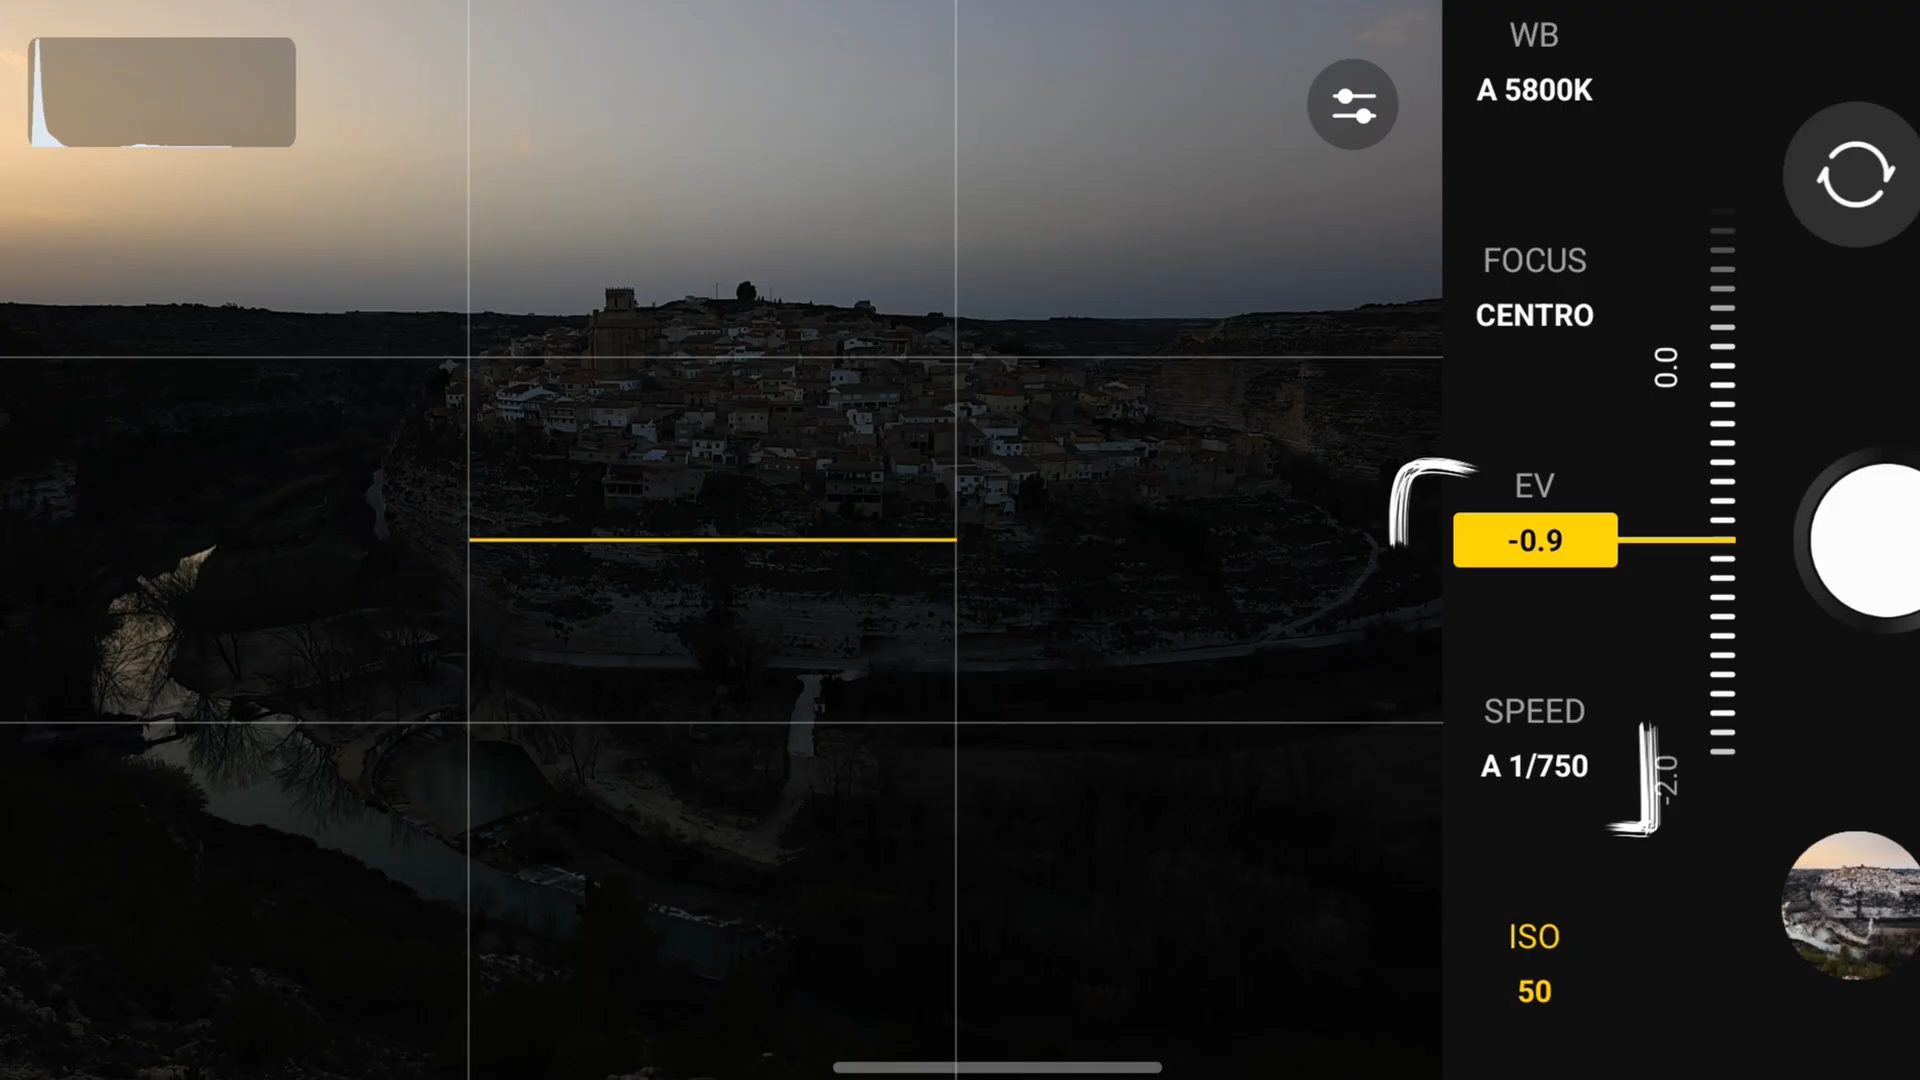 WB
A 5800K
FOCUS
CENTRO
0.0
EV
-0.9
SPEED
A 1/750
-2.0
ISO
50